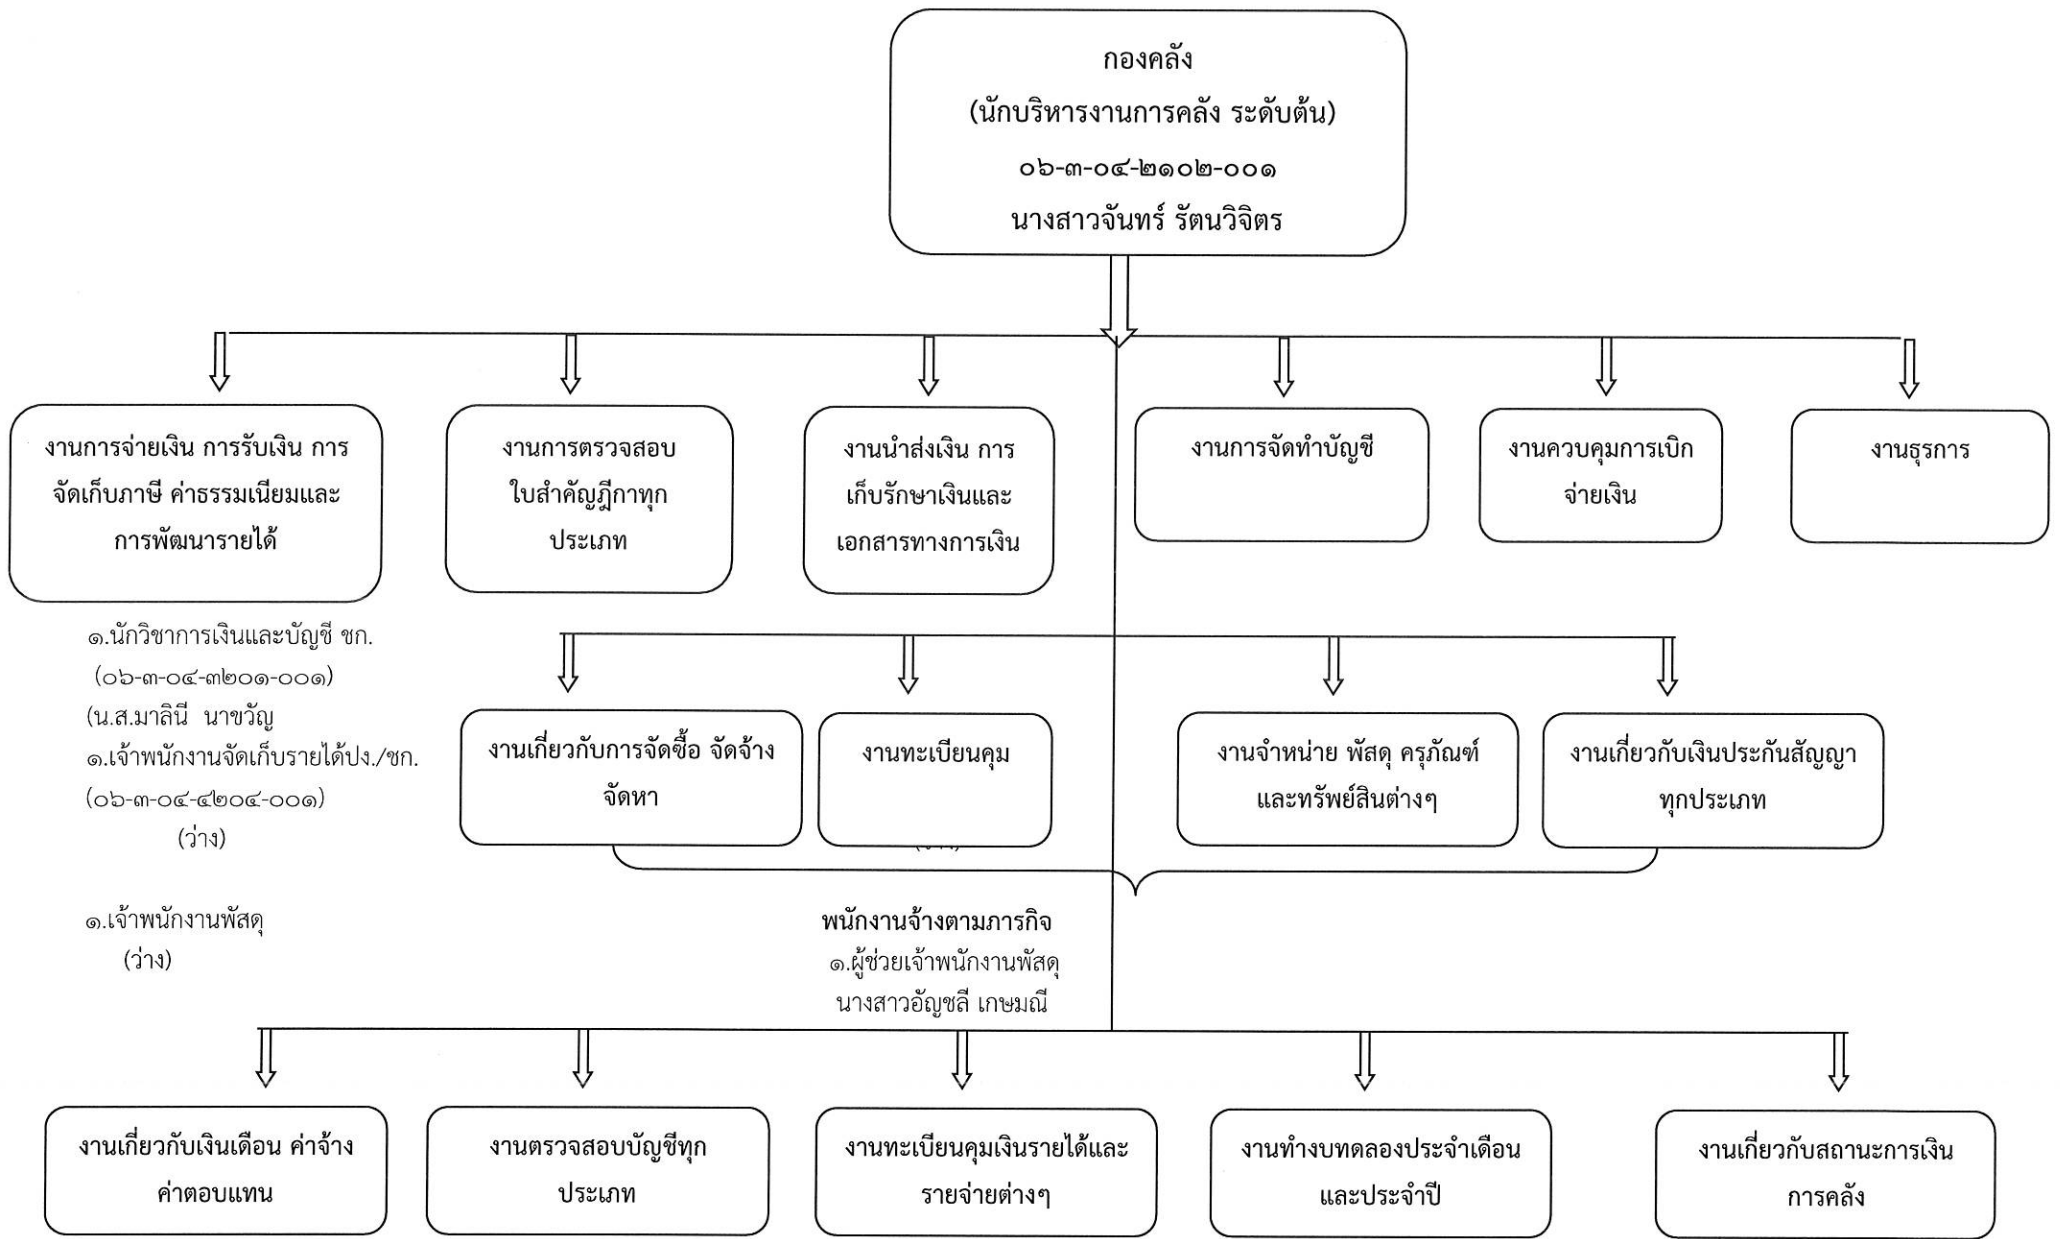 กองคลัง
(นักบริหารงานการคลัง ระดับต้น)
๐๖-๓-๐๔-๒๑๐๒-๐๐๑
นางสาวจันทร์ รัตนวิจิตร
งานการจ่ายเงิน การรับเงิน การ
จัดเก็บภาษี ค่าธรรมเนียมและ
การพัฒนารายได้
งานการตรวจสอบ
ใบสำคัญฎีกาทุก
ประเภท
งานนำส่งเงิน การ
เก็บรักษาเงินและ
เอกสารทางการเงิน
งานการจัดทำบัญชี
งานควบคุมการเบิก
จ่ายเงิน
งานธุรการ
๑.นักวิชาการเงินและบัญชี ชก.
(๐๖-๓-๐๔-๓๒๐๑-๐๐๑)
(น.ส.มาลินี นาขวัญ
๑.เจ้าพนักงานจัดเก็บรายได้ปง./ชก.
(๐๖-๓-๐๔-๔๒๐๔-๐๐๑)
(ว่าง)
งานเกี่ยวกับการจัดซื้อ จัดจ้าง
จัดหา
งานทะเบียนคุม
งานจำหน่าย พัสดุ ครุภัณฑ์
และทรัพย์สินต่างๆ
งานเกี่ยวกับเงินประกันสัญญา
ทุกประเภท
๑.เจ้าพนักงานพัสดุ
(ว่าง)
พนักงานจ้างตามภารกิจ
๑.ผู้ช่วยเจ้าพนักงานพัสดุ
นางสาวอัญชลี เกษมณี
งานเกี่ยวกับเงินเดือน ค่าจ้าง
ค่าตอบแทน
งานตรวจสอบบัญชีทุก
ประเภท
งานทะเบียนคุมเงินรายได้และ
รายจ่ายต่างๆ
งานทำงบทดลองประจำเดือน
และประจำปี
งานเกี่ยวกับสถานะการเงิน
การคลัง